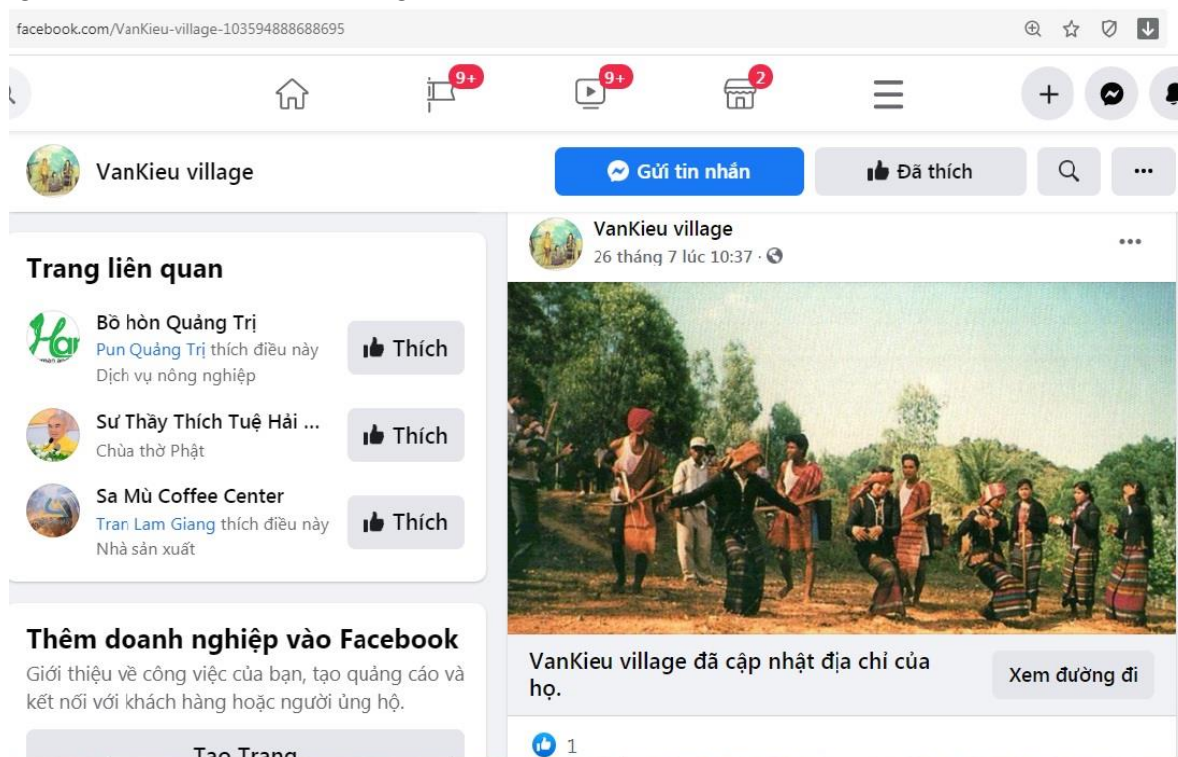 facebook.com/VanKieu-village-103594888688695
9+
9+
2
VanKieu village
Gửi tin nhắn
Đã thích
Trang liên quan
Bồ hòn Quảng Trị
Pun Quảng Trị thích điều này
Dịch vụ nông nghiệp
Thích
Sư Thầy Thích Tuệ Hải ...
Chùa thờ Phật
Thích
Sa Mù Coffee Center
Tran Lam Giang thích điều này
Nhà sản xuất
Thích
Thêm doanh nghiệp vào Facebook
Giới thiệu về công việc của bạn, tạo quảng cáo và
kết nối với khách hàng hoặc người ủng hộ.
Tạo Trang
VanKieu village
26 tháng 7 lúc 10:37 ·
VanKieu village đã cập nhật địa chỉ của
họ.
Xem đường đi
1